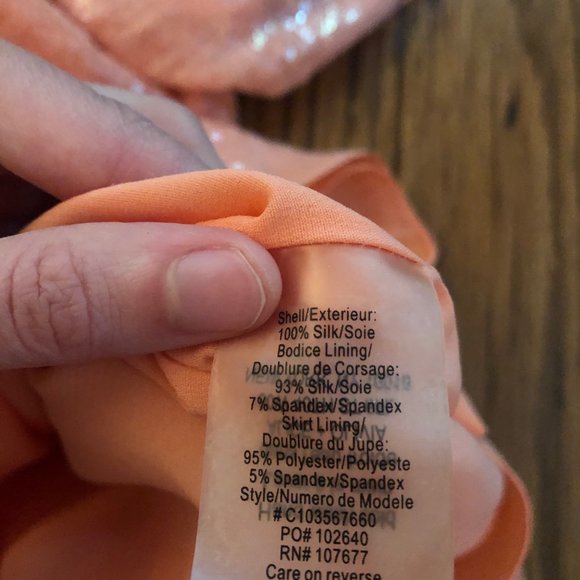 Shell/Exterieur:
100% Silk/Soie
Bodice Lining/
Doublure de Corsage:
93% Silk/Soie
7% Spandex/Spandex
Skirt Lining/
Doublure du Jupe:
95% Polyester/Polyeste
5% Spandex/Spandex
Style/Numero de Modele
# C103567660
PO# 102640
RN# 107677
Care on reverse